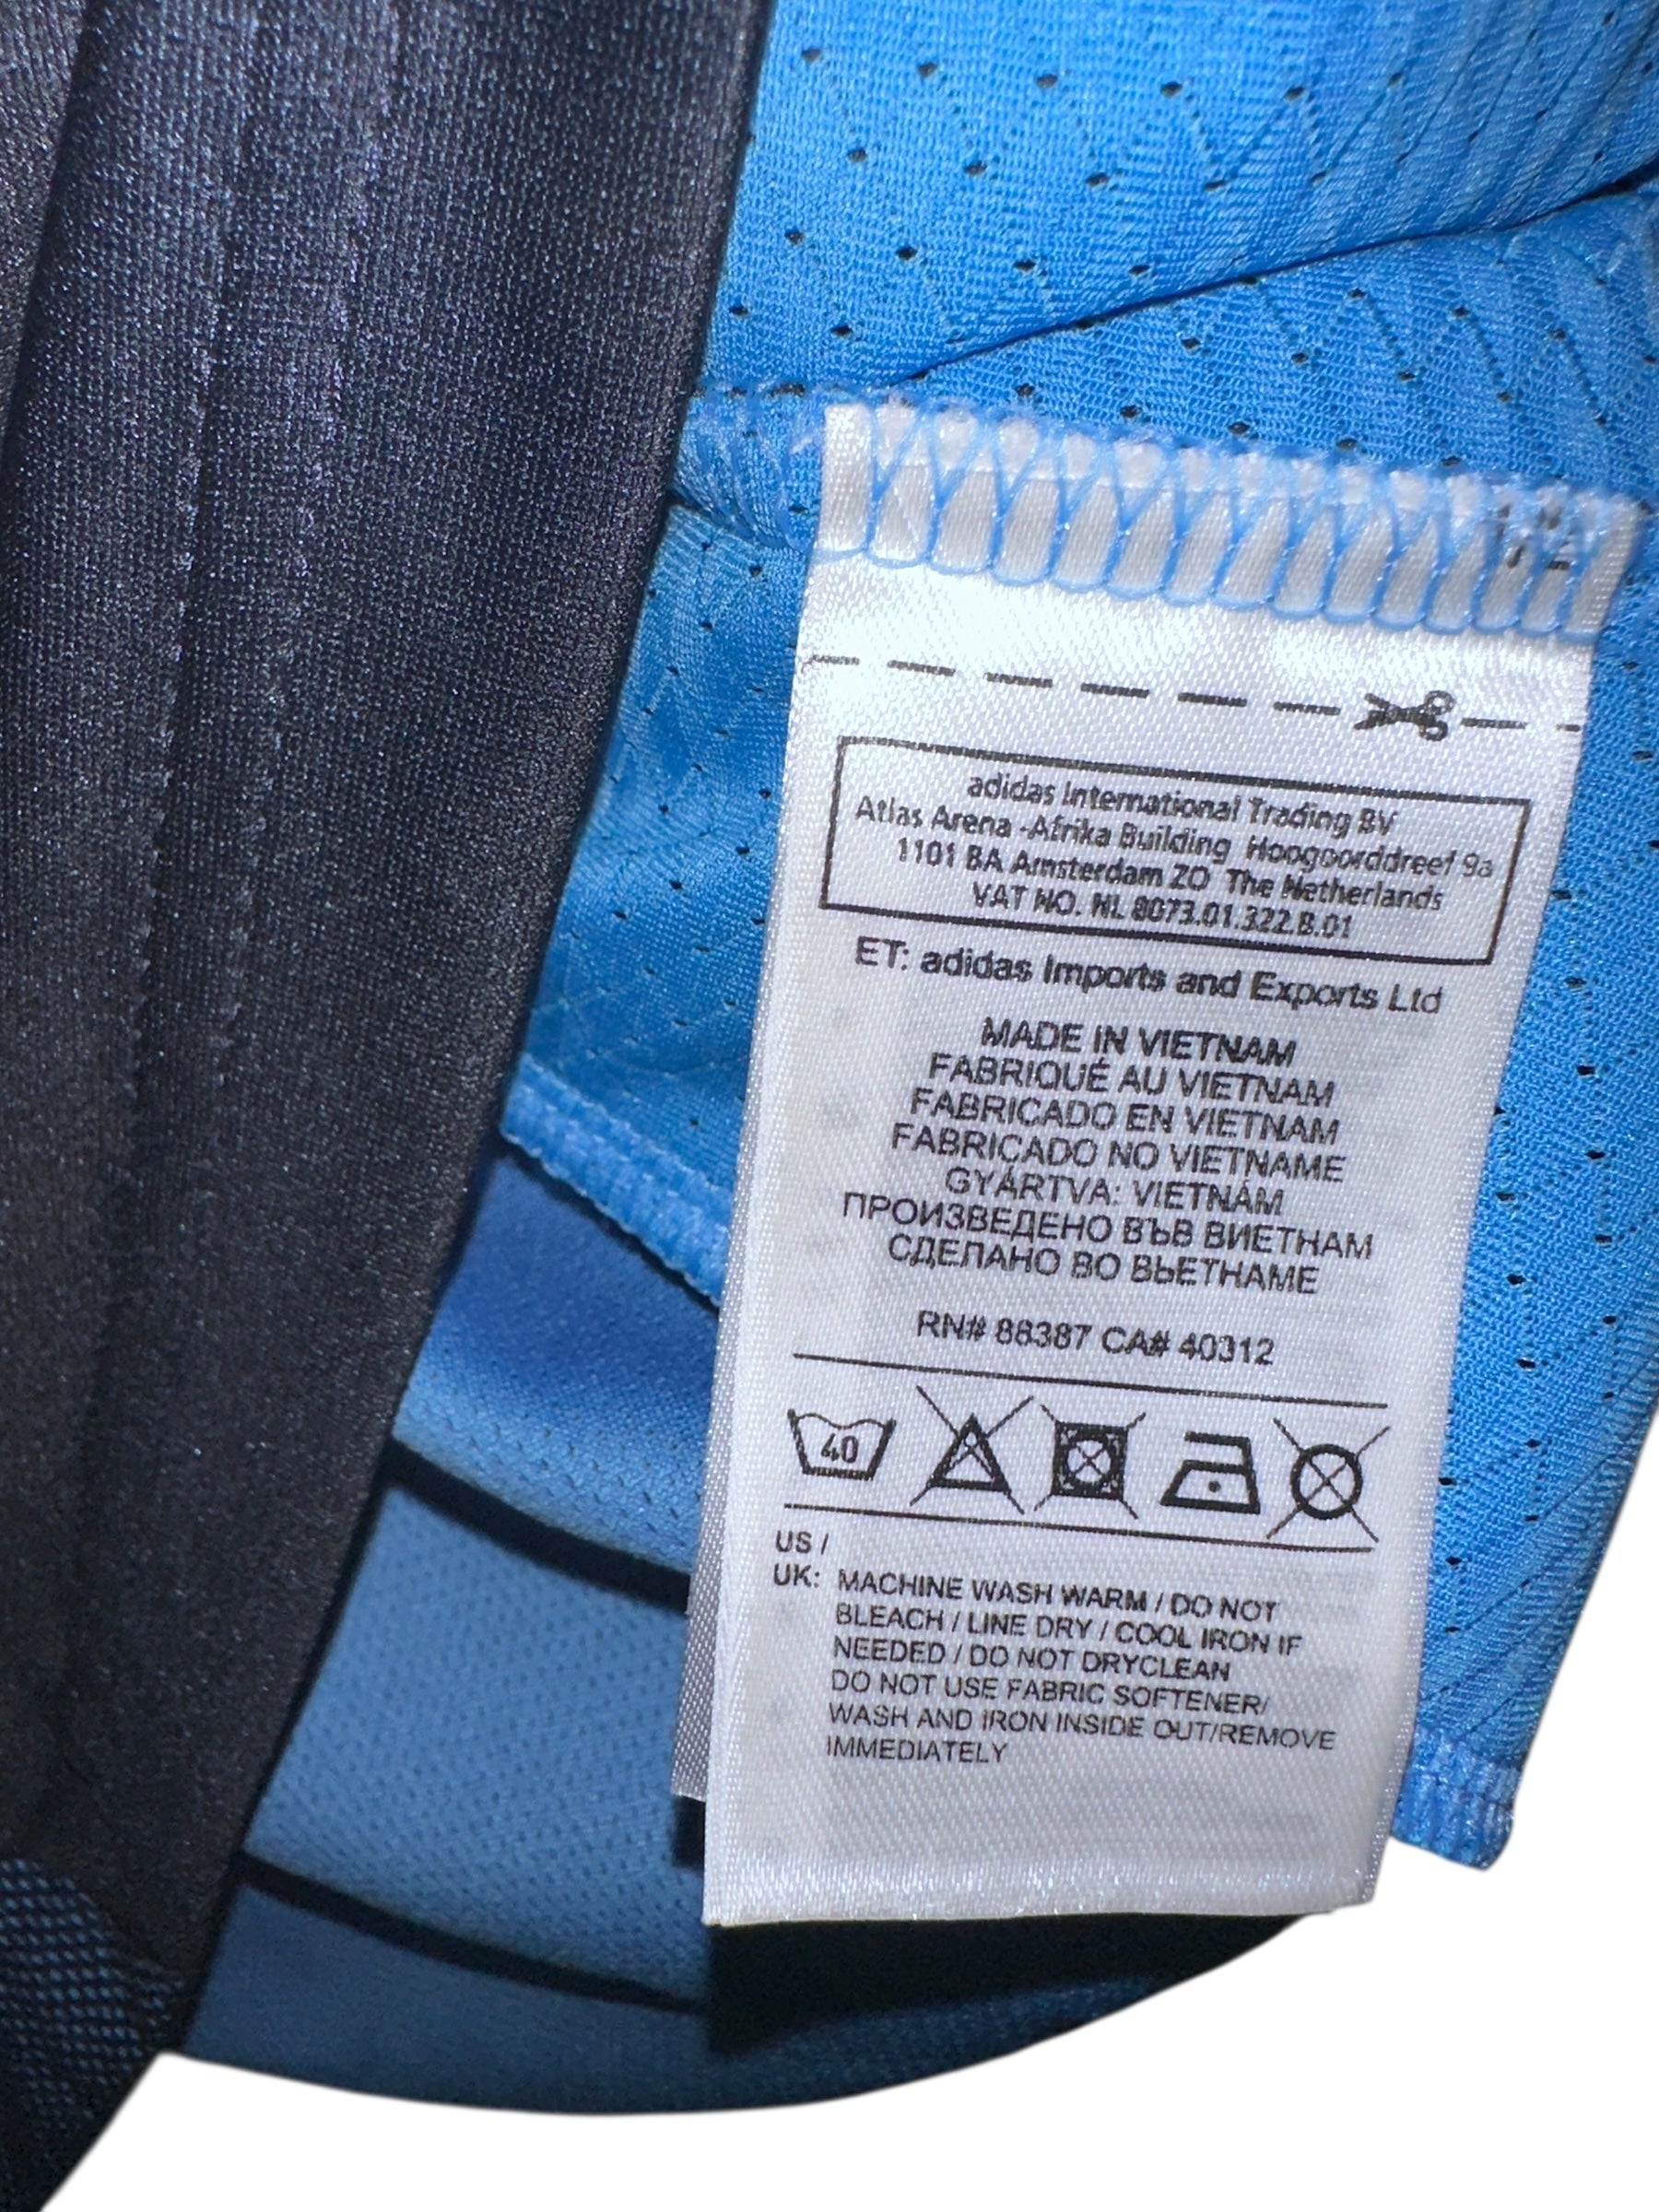 adidas International Trading BV
Atlas Arena -Afrika Building Hoogoorddreef 9a
1101 BA Amsterdam ZO The Netherlands
VAT NO. NL 8073.01.322.B.01
ET: adidas Imports and Exports Ltd
MADE IN VIETNAM
FABRIQUÉ AU VIETNAM
FABRICADO EN VIETNAM
FABRICADO NO VIETNAME
GYÁRTVA: VIETNÁM
ПРОИЗВЕДЕНО ВЪВ ВИЕТНАМ
СДЕЛАНО ВО ВЬЕТНАМЕ
RN# 88387 CA# 40312
40
US /
UK: MACHINE WASH WARM / DO NOT
BLEACH / LINE DRY / COOL IRON IF
NEEDED / DO NOT DRYCLEAN
DO NOT USE FABRIC SOFTENER/
WASH AND IRON INSIDE OUT/REMOVE
IMMEDIATELY